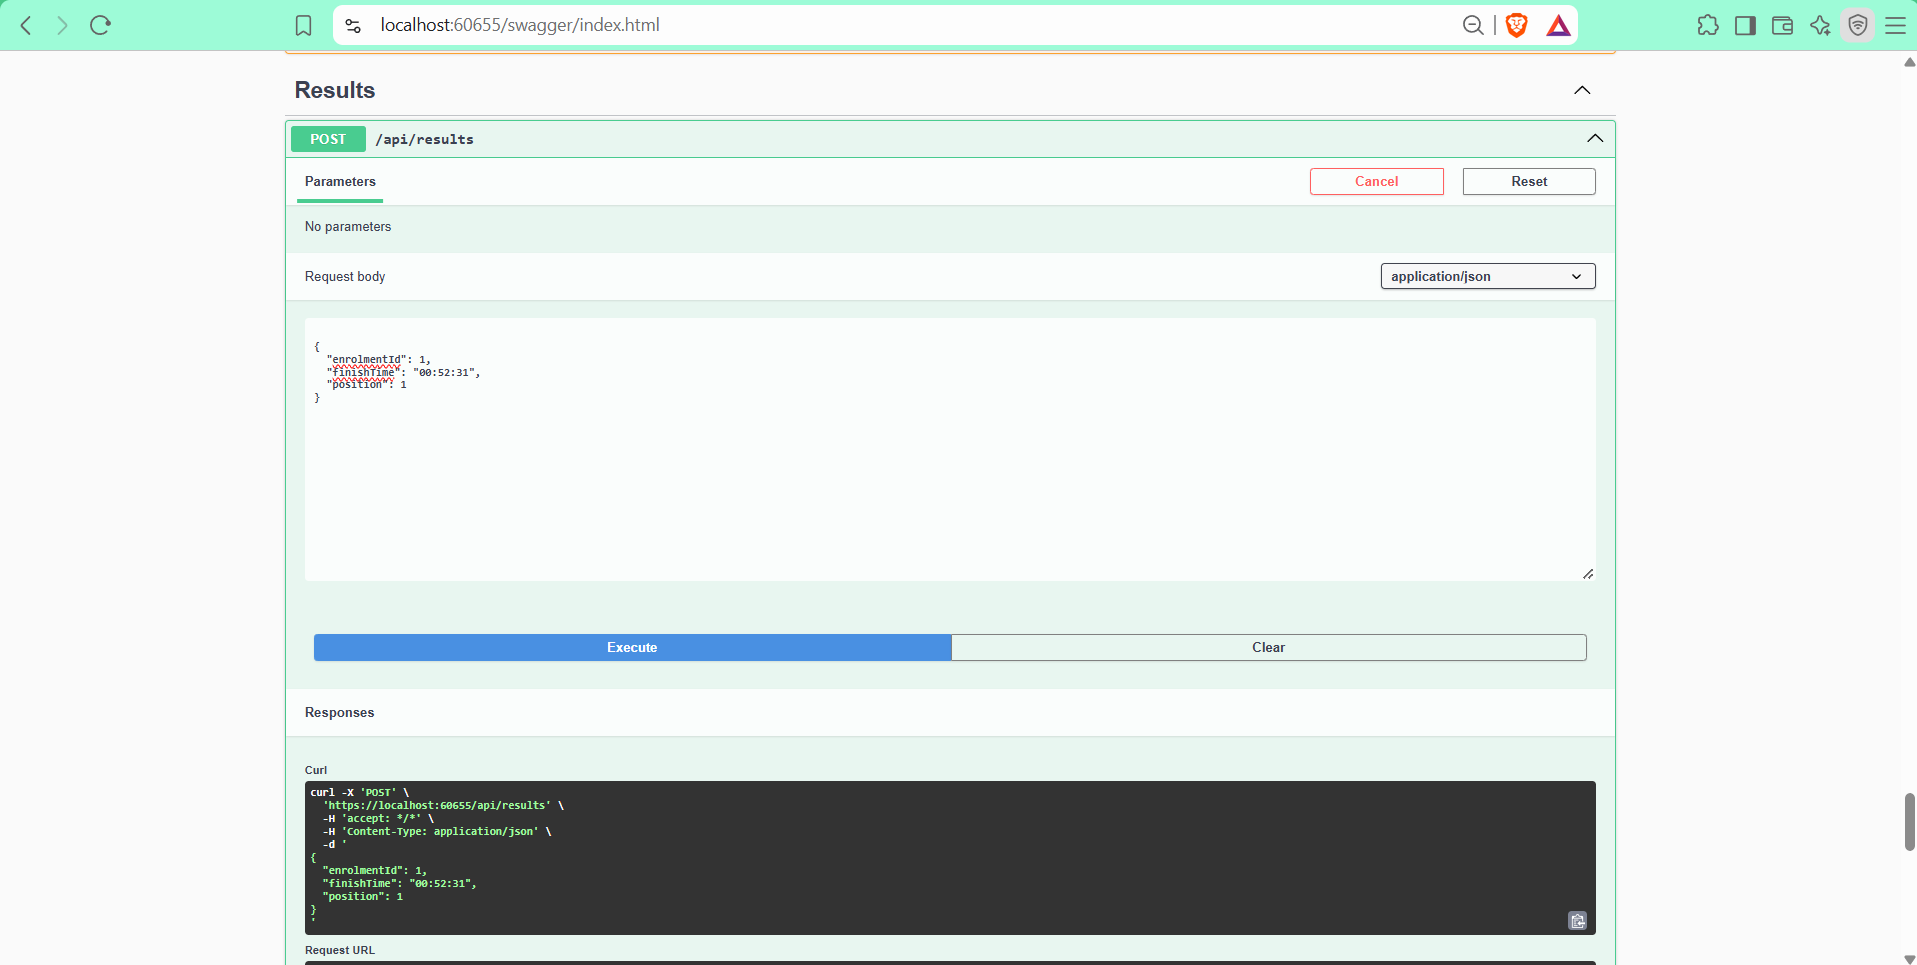 localhost:60655/swagger/index.html
Results
POST /api/results
Parameters
Cancel
Reset
No parameters
Request body
application/json
{
  "enrolmentId": 1,
  "finishTime": "00:52:31",
  "position": 1
}
Execute
Clear
Responses
Curl
curl -X 'POST' \
  'https://localhost:60655/api/results' \
  -H 'accept: */*' \
  -H 'Content-Type: application/json' \
  -d '
{
  "enrolmentId": 1,
  "finishTime": "00:52:31",
  "position": 1
}
'
Request URL